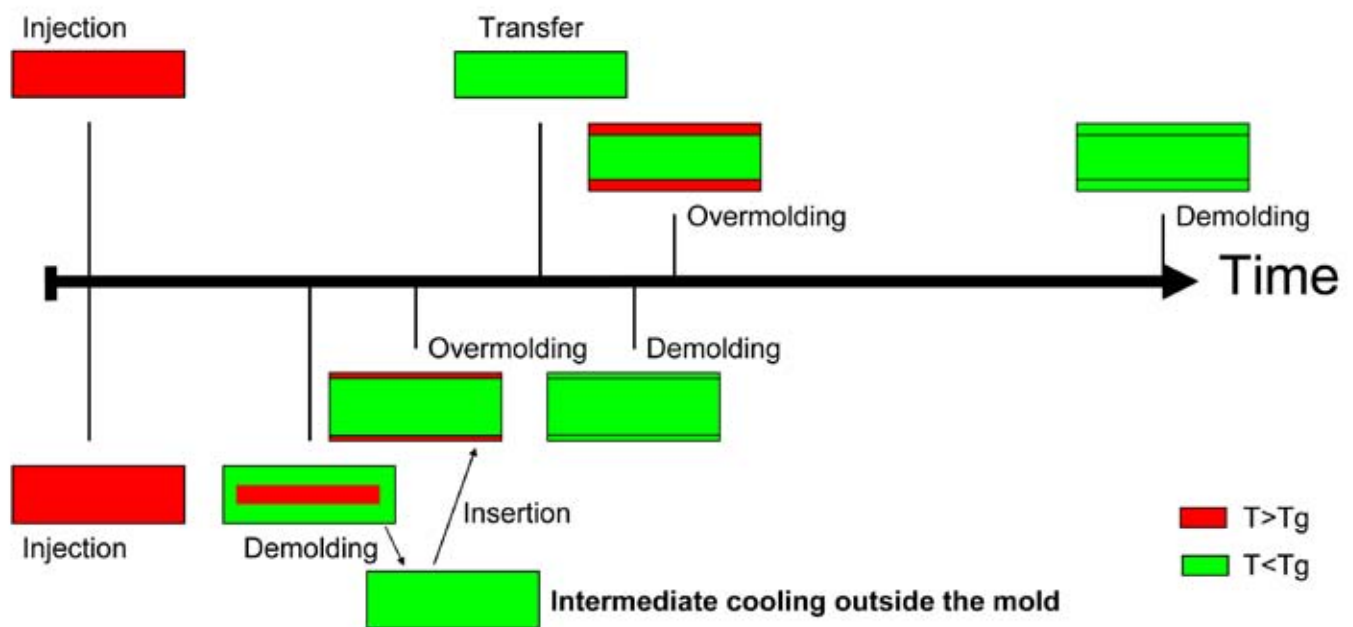 Injection
Transfer
Overmolding
Demolding
Time
Overmolding
Demolding
Insertion
Injection
Demolding
Intermediate cooling outside the mold
T>Tg
T<Tg